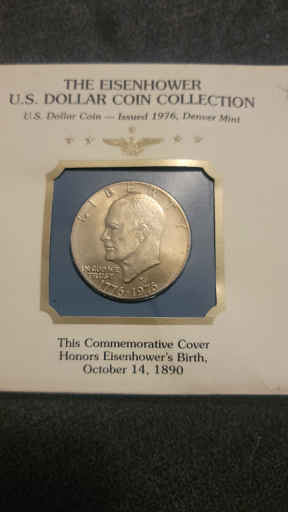 THE EISENHOWER
U.S. DOLLAR COIN COLLECTION
U.S. Dollar Coin — Issued 1976, Denver Mint
LIBERTY
IN GOD WE
TRUST
1776-1976
This Commemorative Cover
Honors Eisenhower's Birth,
October 14, 1890